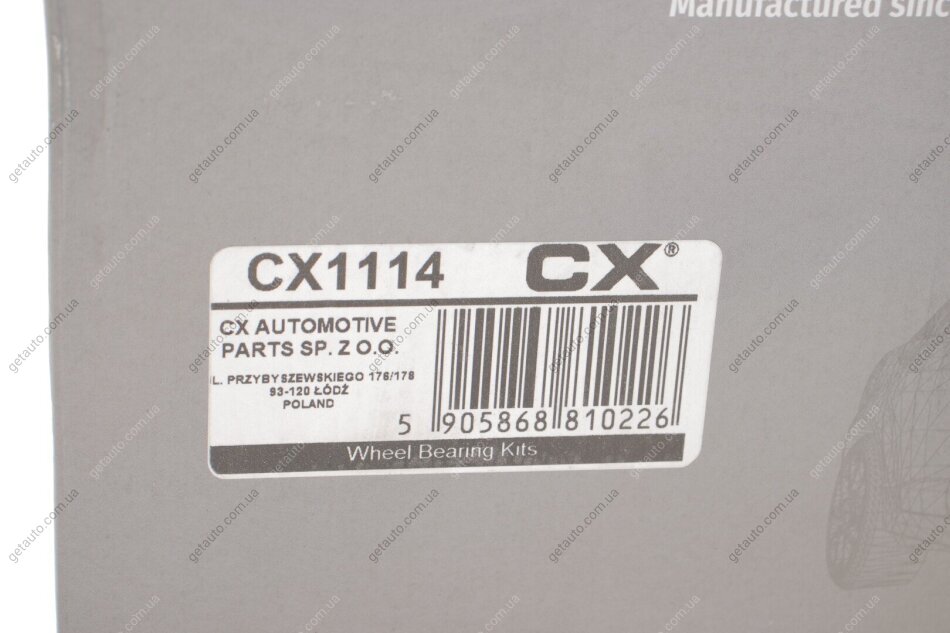 Manufactured sinc
CX1114 CX®
CX AUTOMOTIVE
PARTS SP. Z O.O.
L. PRZYBYSZEWSKIEGO 176/178
93-120 ŁÓDŹ
POLAND
5 905868 810226
Wheel Bearing Kits
getauto.com.ua